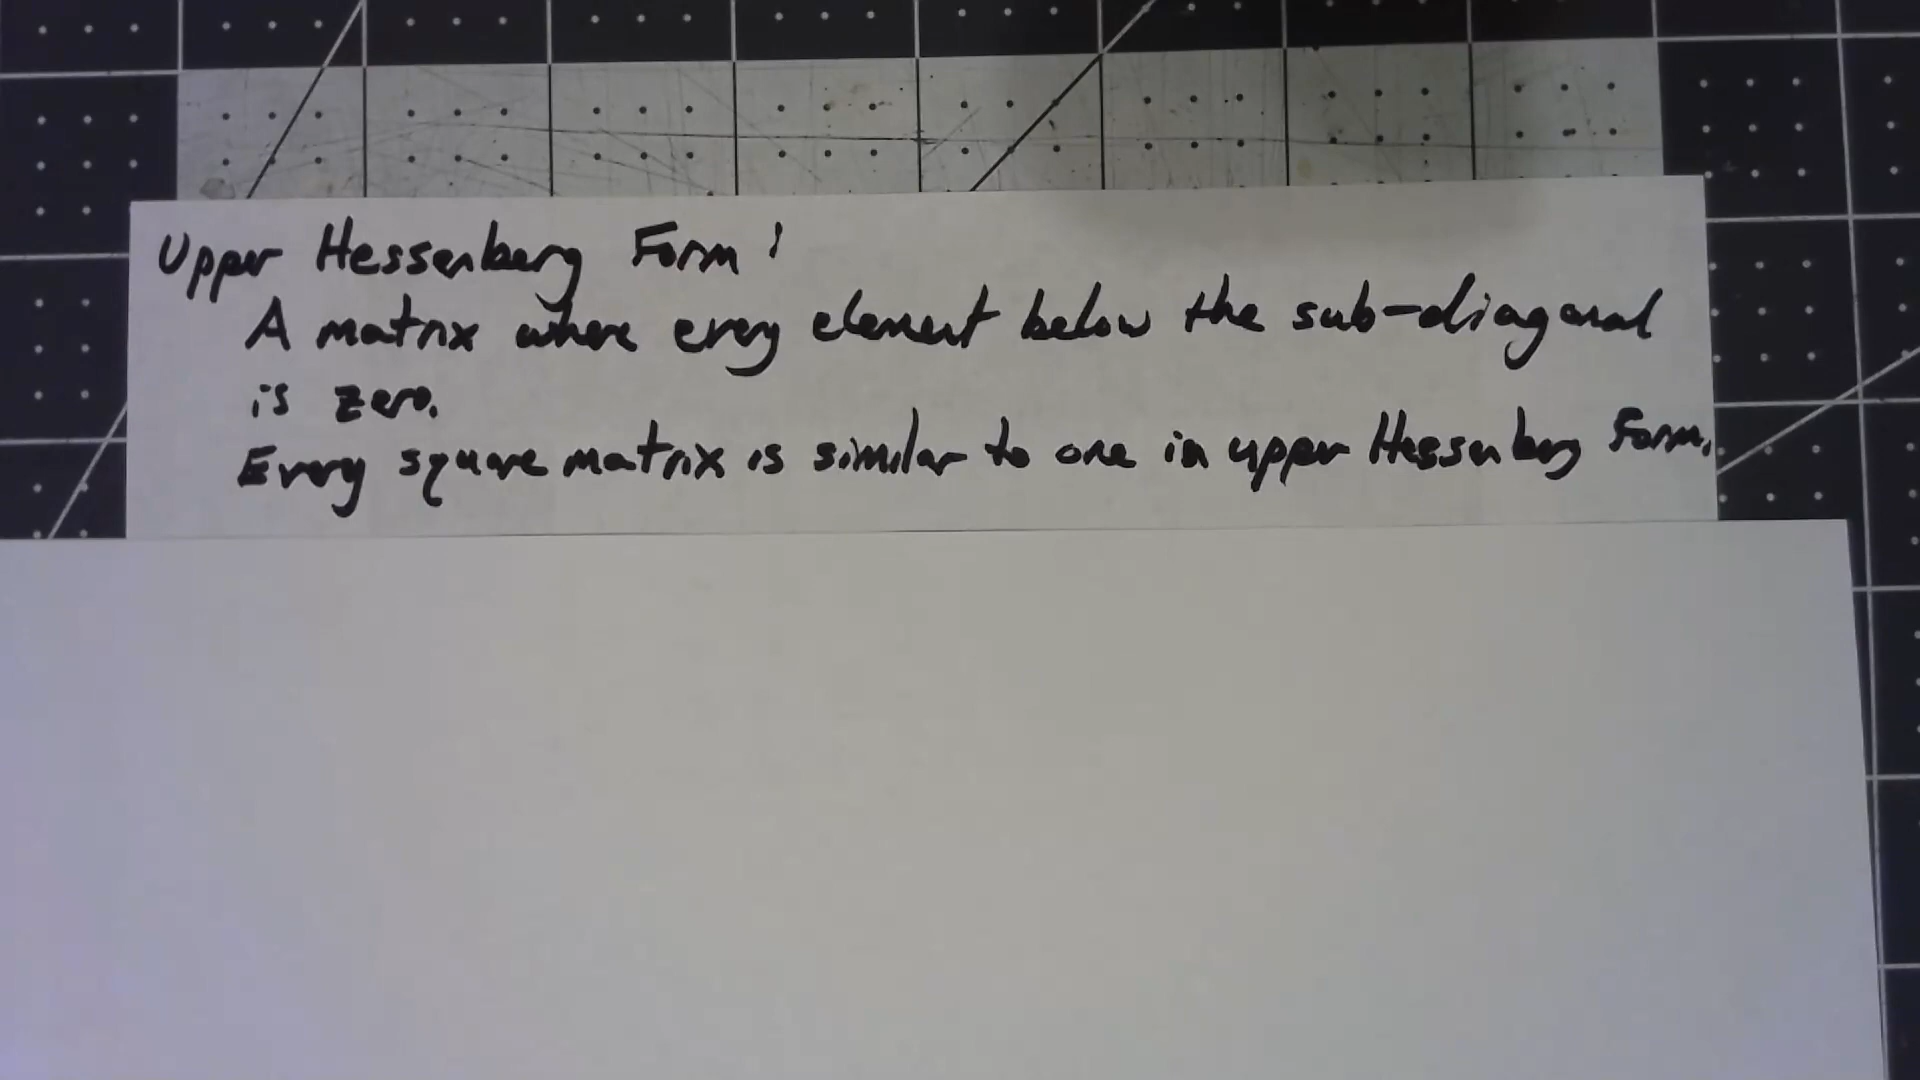 Upper Hessenberg Form:
A matrix where every element below the sub-diagonal
is zero.
Every square matrix is similar to one in upper Hessenberg Form.